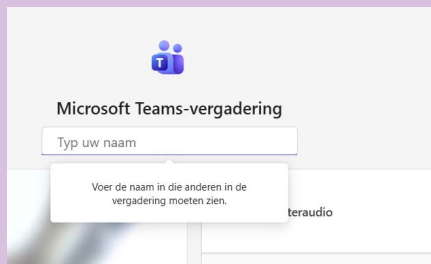 Microsoft Teams-vergadering
Typ uw naam
Voer de naam in die anderen in de
vergadering moeten zien.
teraudio